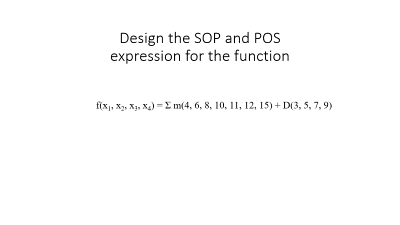 Design the SOP and POS
expression for the function
f(x₁, x₂, x₃, x₄) = Σ m(4, 6, 8, 10, 11, 12, 15) + D(3, 5, 7, 9)